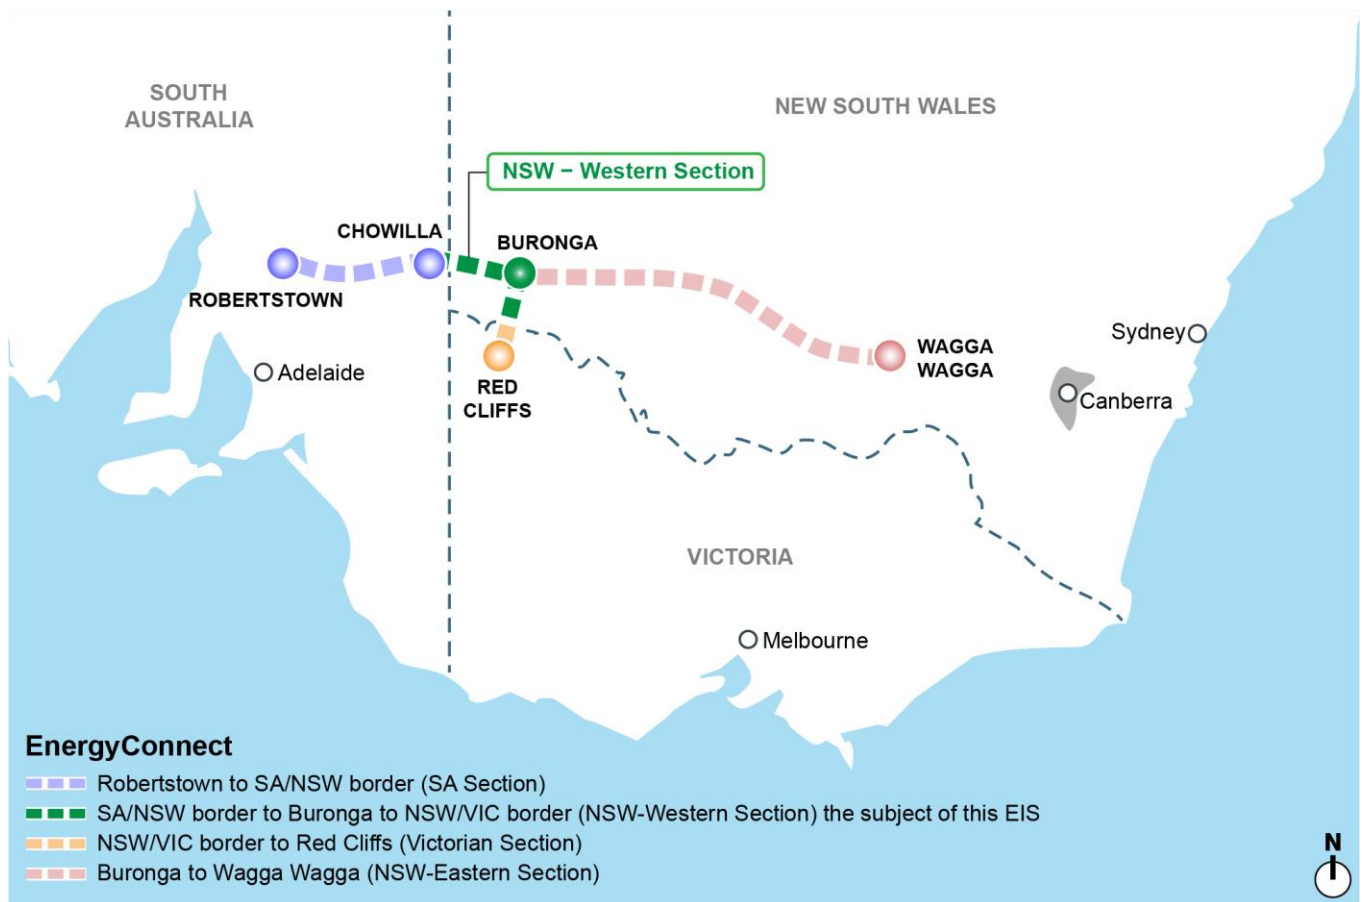 SOUTH
AUSTRALIA
NEW SOUTH WALES
NSW – Western Section
CHOWILLA
BURONGA
ROBERTSTOWN
Sydney
WAGGA
WAGGA
Adelaide
RED
CLIFFS
Canberra
VICTORIA
Melbourne
EnergyConnect
Robertstown to SA/NSW border (SA Section)
SA/NSW border to Buronga to NSW/VIC border (NSW-Western Section) the subject of this EIS
NSW/VIC border to Red Cliffs (Victorian Section)
Buronga to Wagga Wagga (NSW-Eastern Section)
N